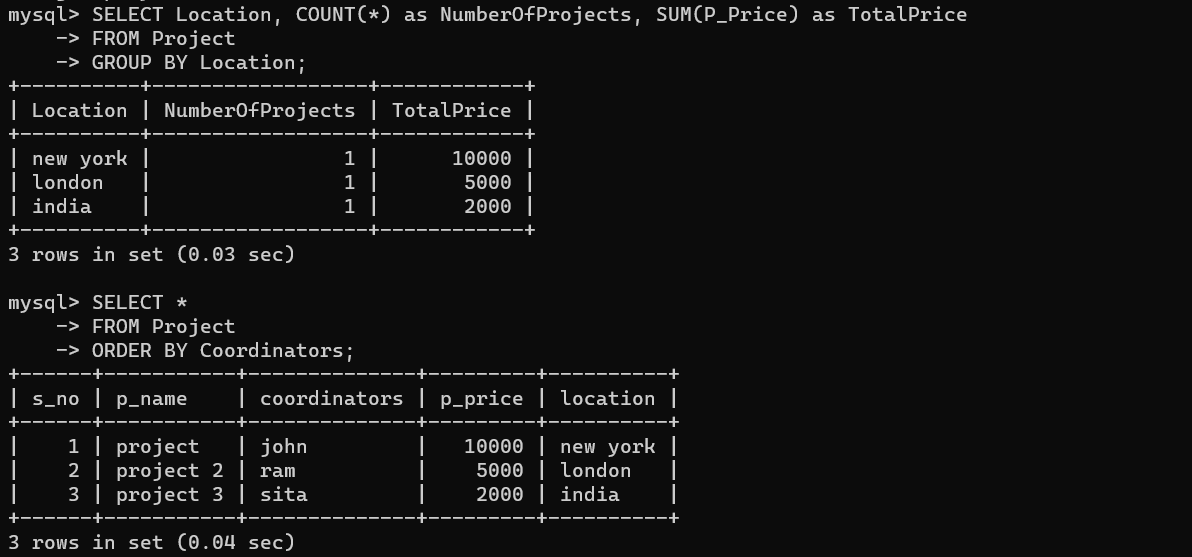 mysql> SELECT Location, COUNT(*) as NumberOfProjects, SUM(P_Price) as TotalPrice
    -> FROM Project
    -> GROUP BY Location;
+----------+------------------+------------+
| Location | NumberOfProjects | TotalPrice |
+----------+------------------+------------+
| new york |                1 |      10000 |
| london   |                1 |       5000 |
| india    |                1 |       2000 |
+----------+------------------+------------+
3 rows in set (0.03 sec)

mysql> SELECT *
    -> FROM Project
    -> ORDER BY Coordinators;
+------+-----------+--------------+---------+----------+
| s_no | p_name    | coordinators | p_price | location |
+------+-----------+--------------+---------+----------+
|    1 | project   | john         |   10000 | new york |
|    2 | project 2 | ram          |    5000 | london   |
|    3 | project 3 | sita         |    2000 | india    |
+------+-----------+--------------+---------+----------+
3 rows in set (0.04 sec)